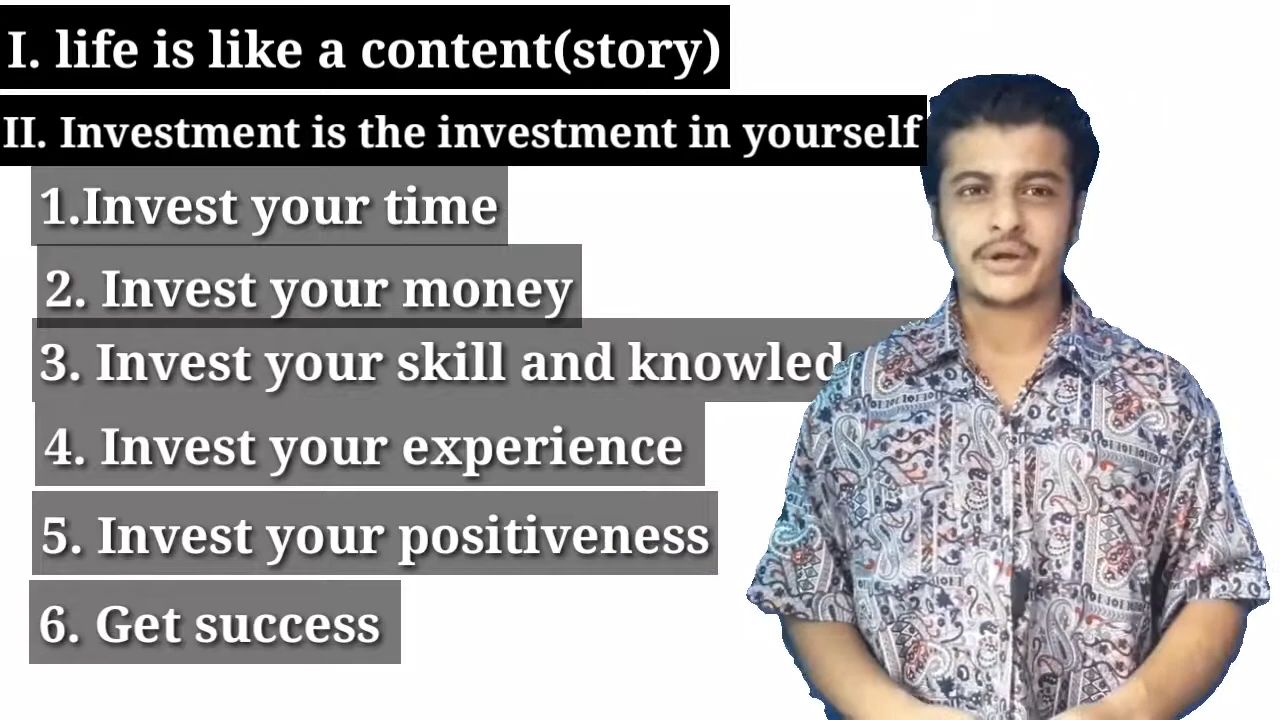 I. life is like a content(story)
II. Investment is the investment in yourself
1.Invest your time
2. Invest your money
3. Invest your skill and
4. Invest your experience
5. Invest your positiveness
6. Get success